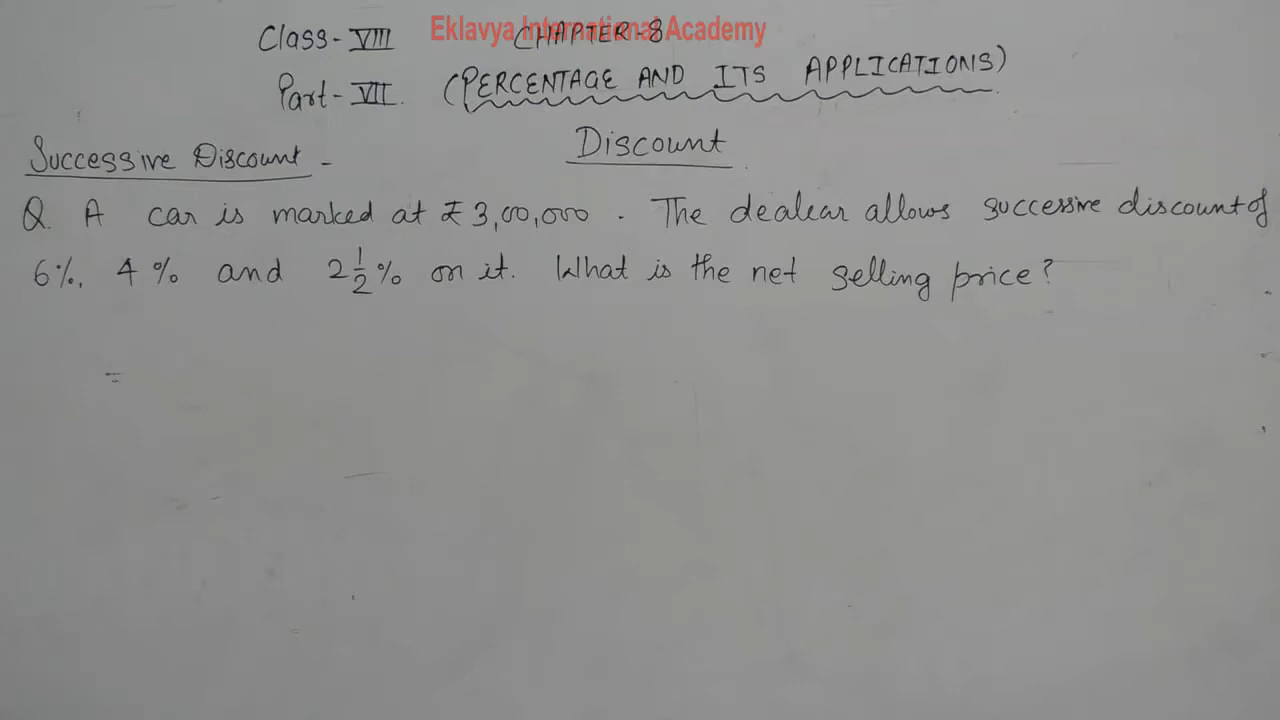 Eklavya International Academy
Class-VIII CHAPTER-8
Part-VII. (PERCENTAGE AND ITS APPLICATIONS)
Discount
Successive Discount -
Q. A car is marked at ₹ 3,00,000. The dealear allows successive discount of
6%, 4% and 2 1/2 % on it. What is the net selling price?